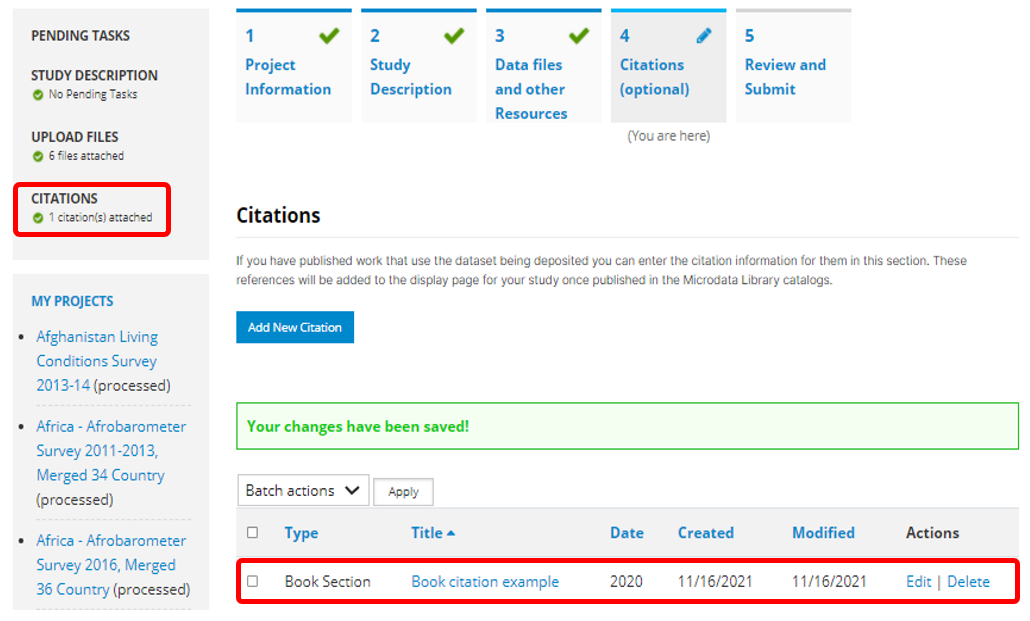 PENDING TASKS
STUDY DESCRIPTION
No Pending Tasks
UPLOAD FILES
6 files attached
CITATIONS
1 citation(s) attached
MY PROJECTS
Afghanistan Living
Conditions Survey
2013-14 (processed)
Africa - Afrobarometer
Survey 2011-2013,
Merged 34 Country
(processed)
Africa - Afrobarometer
Survey 2016, Merged
36 Country (processed)
1
Project
Information
2
Study
Description
3
Data files
and other
Resources
4
Citations
(optional)
5
Review and
Submit
(You are here)
Citations
If you have published work that use the dataset being deposited you can enter the citation information for them in this section. These
references will be added to the display page for your study once published in the Microdata Library catalogs.
Add New Citation
Your changes have been saved!
Batch actions Apply
Type Title Date Created Modified Actions
Book Section Book citation example 2020 11/16/2021 11/16/2021 Edit | Delete